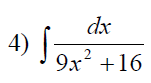 4) ∫ dx / (9x² + 16)